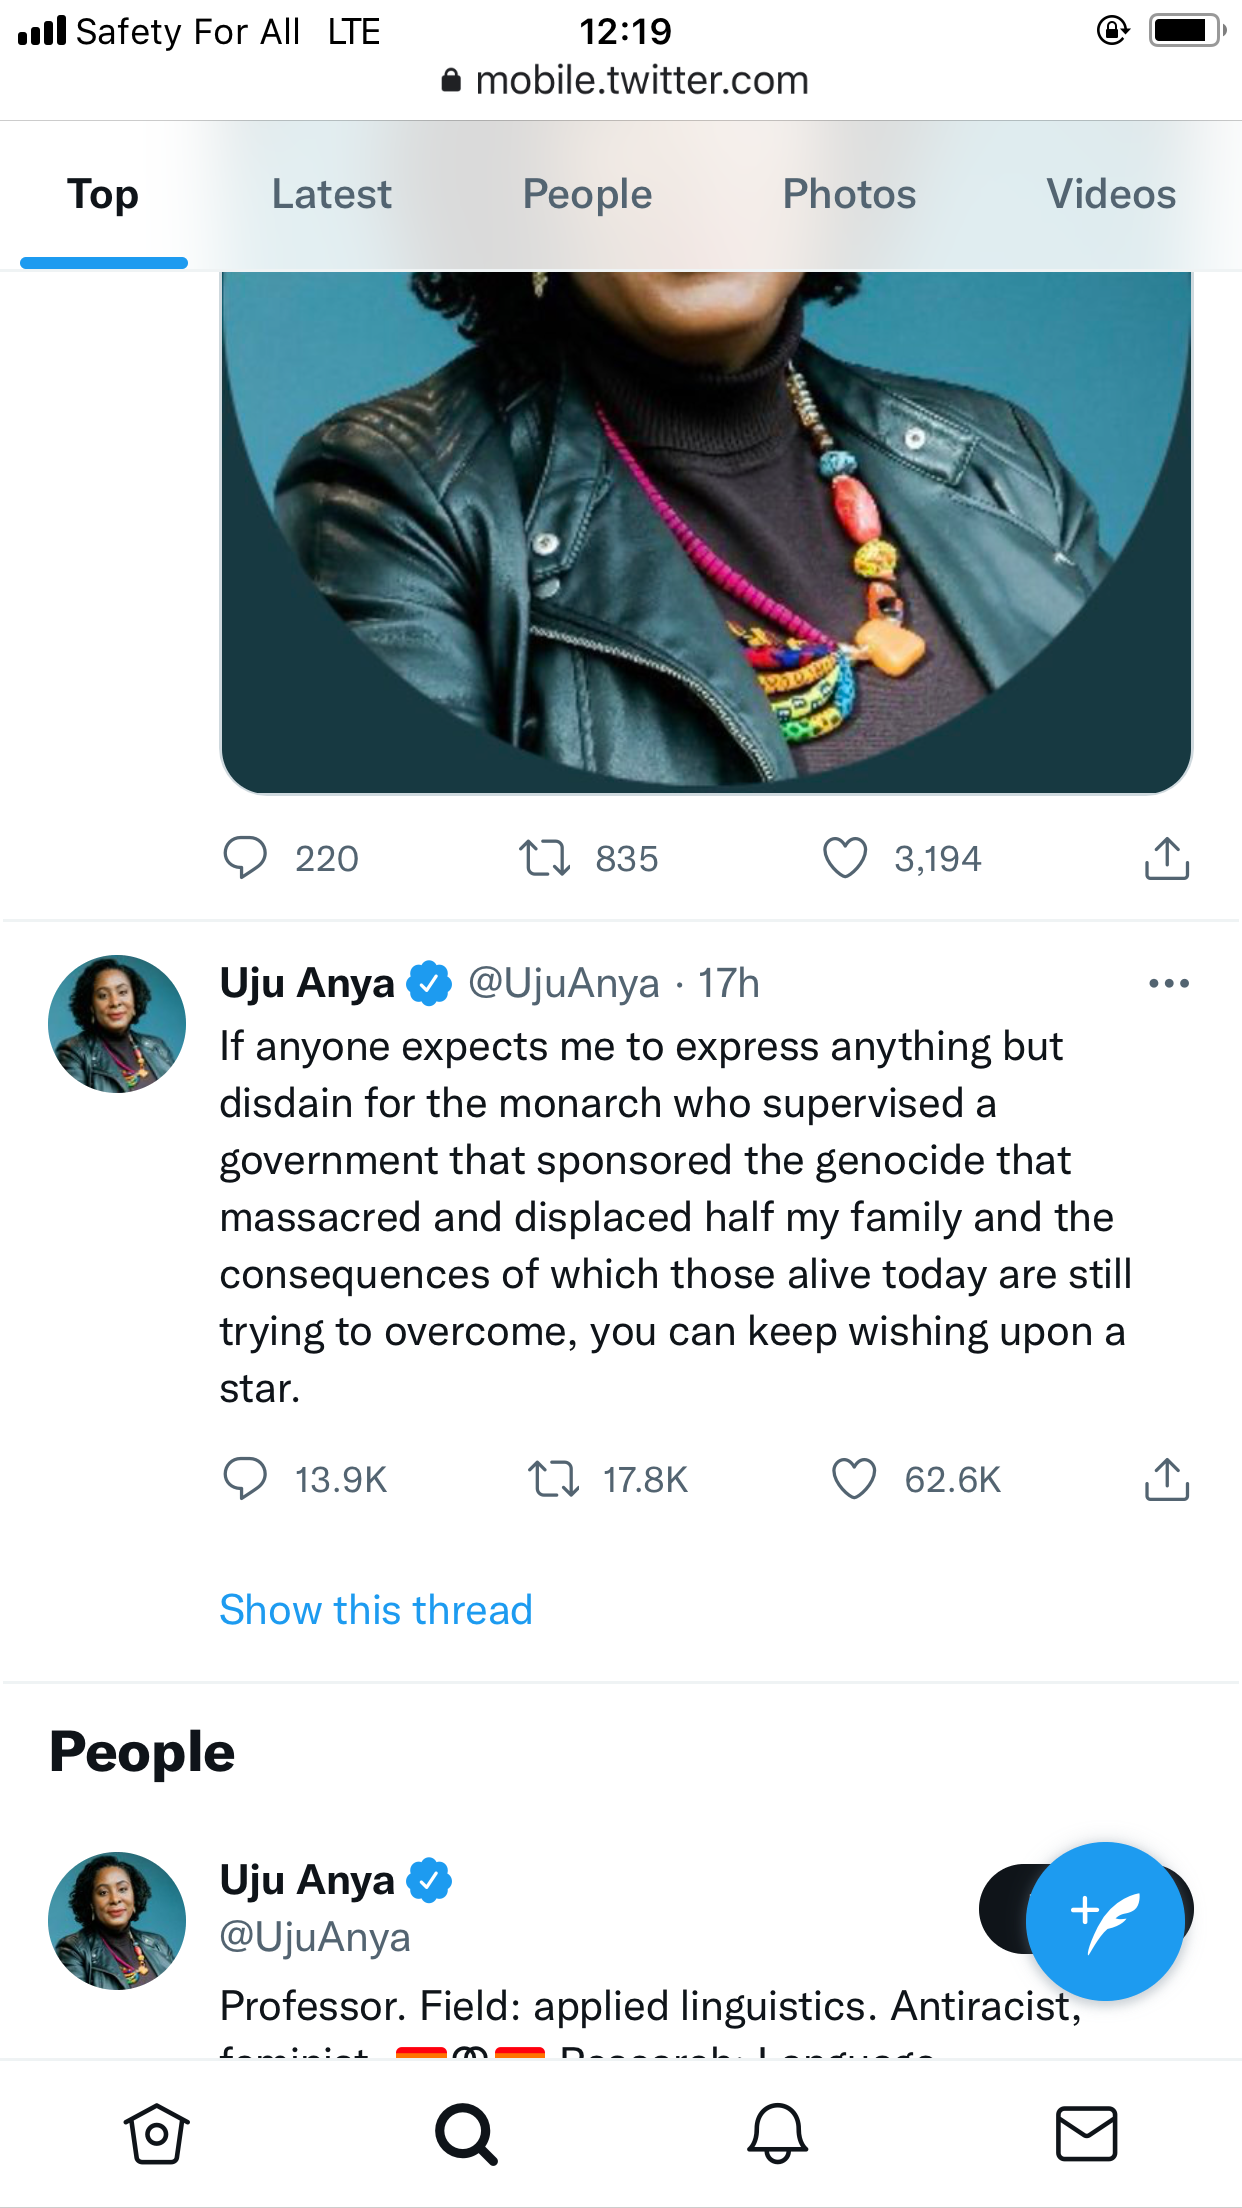 Safety For All LTE 12:19
mobile.twitter.com
Top Latest People Photos Videos
220 835 3,194
Uju Anya @UjuAnya · 17h
If anyone expects me to express anything but
disdain for the monarch who supervised a
government that sponsored the genocide that
massacred and displaced half my family and the
consequences of which those alive today are still
trying to overcome, you can keep wishing upon a
star.
13.9K 17.8K 62.6K
Show this thread
People
Uju Anya
@UjuAnya
Professor. Field: applied linguistics. Antiracist,
feminist. Research: Language